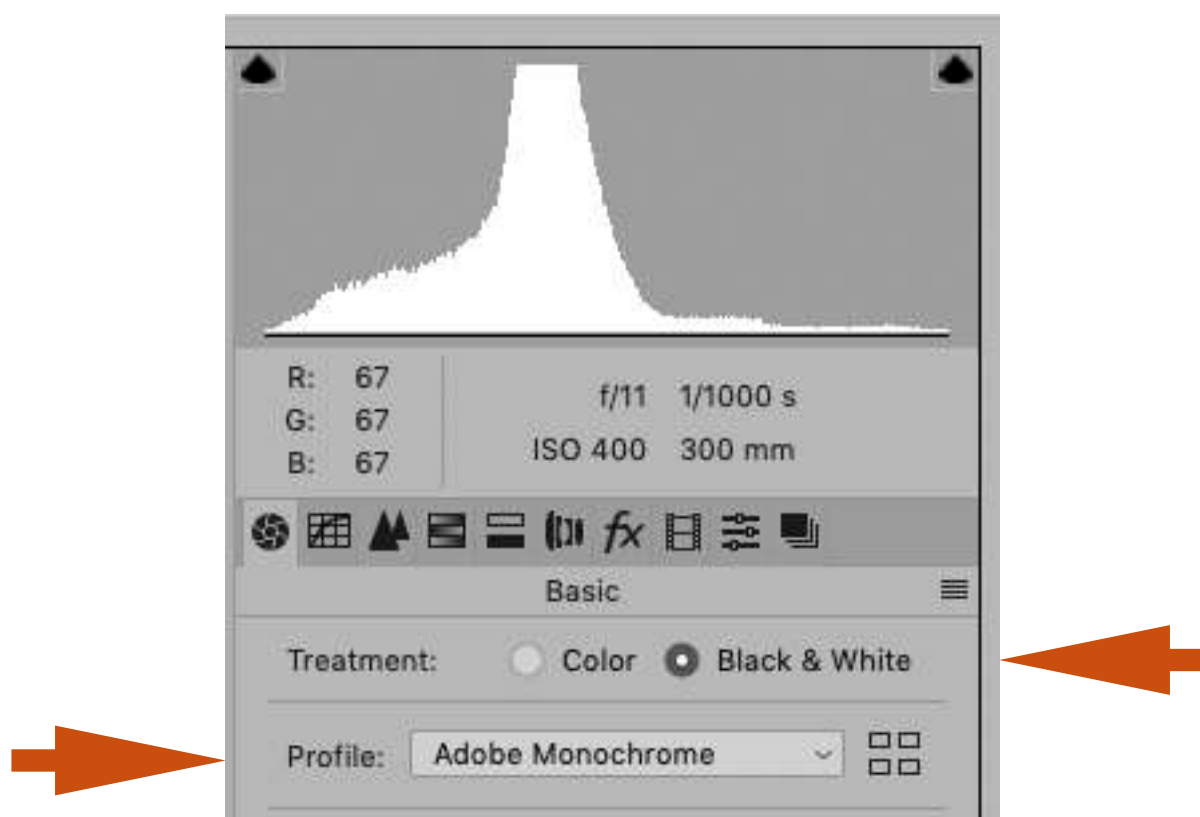 R: 67
G: 67
B: 67
f/11 1/1000 s
ISO 400 300 mm
fx
Basic
Treatment: Color Black & White
Profile: Adobe Monochrome